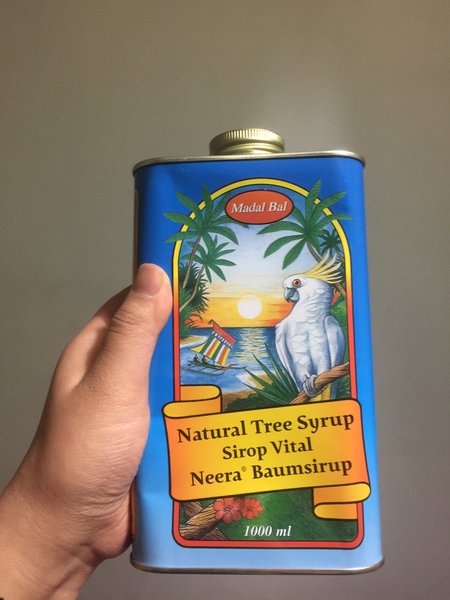 Madal Bal
Natural Tree Syrup
Sirop Vital
Neera® Baumsirup
1000 ml